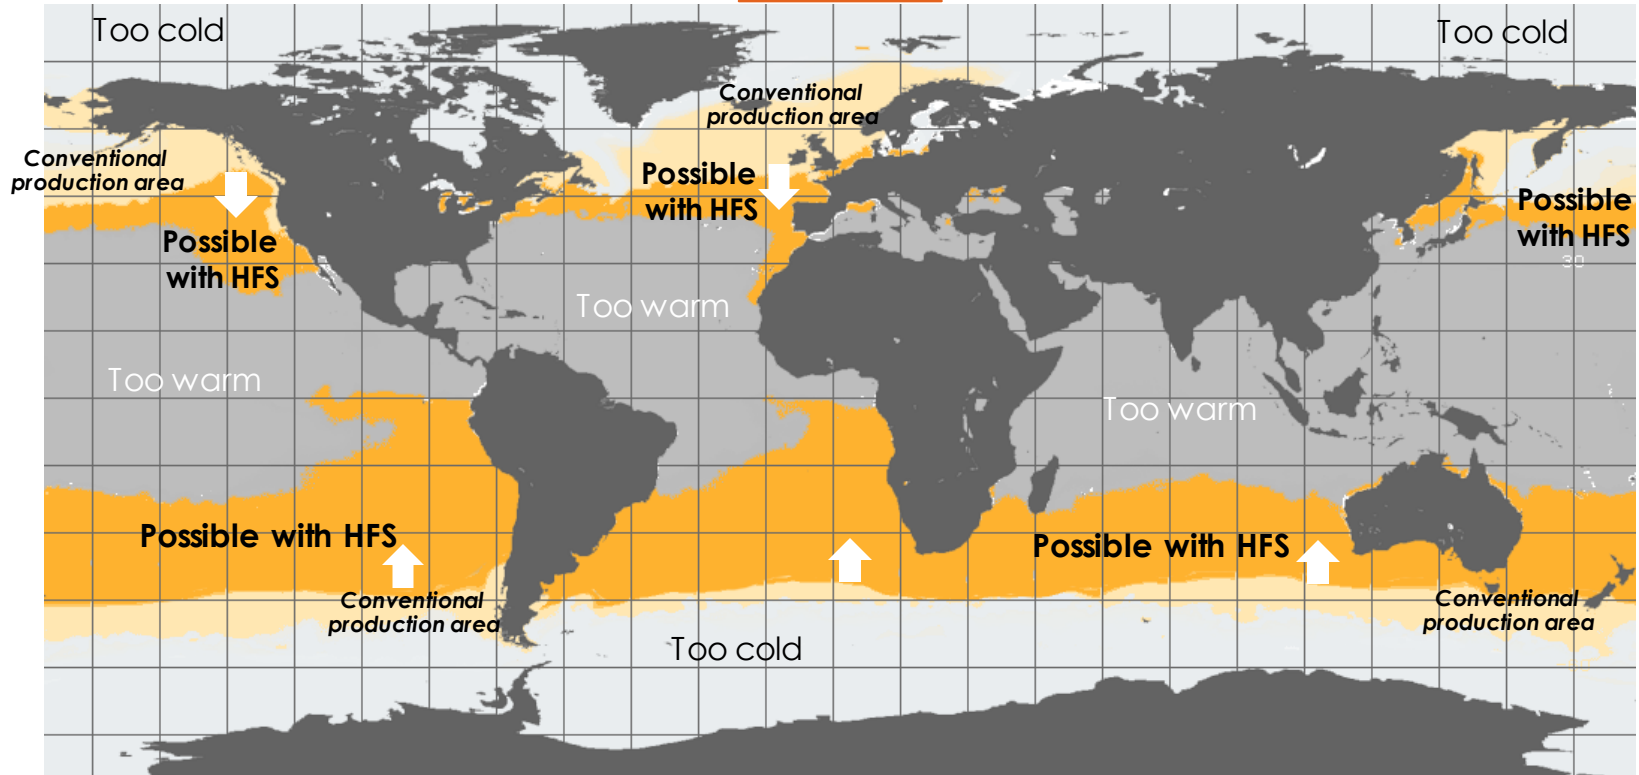 Too cold
Too cold
Conventional
production area
Conventional
production area
Possible
with HFS
Possible
with HFS
Possible
with HFS
30
Too warm
Too warm
Too warm
Possible with HFS
Possible with HFS
Conventional
production area
Conventional
production area
Too cold